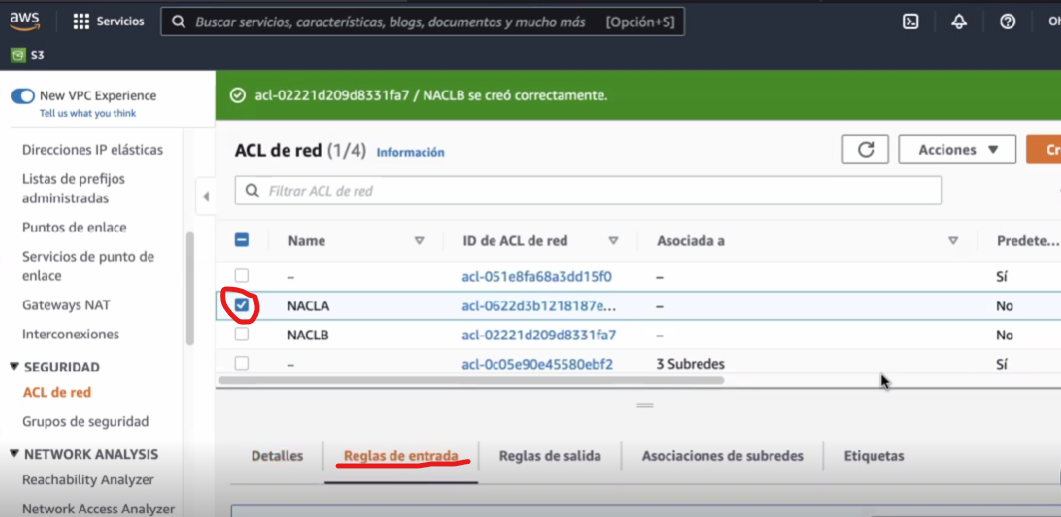 aws
Servicios
Buscar servicios, características, blogs, documentos y mucho más [Opción+S]
S3
New VPC Experience
Tell us what you think
Direcciones IP elásticas
Listas de prefijos
administradas
Puntos de enlace
Servicios de punto de
enlace
Gateways NAT
Interconexiones
SEGURIDAD
ACL de red
Grupos de seguridad
NETWORK ANALYSIS
Reachability Analyzer
Network Access Analyzer
acl-02221d209d8331fa7 / NACLB se creó correctamente.
ACL de red (1/4) Información
Acciones
Cr
Filtrar ACL de red
Name ID de ACL de red Asociada a Predete...
– acl-051e8fa68a3dd15f0 – Sí
NACLA acl-0622d3b1218187e... – No
NACLB acl-02221d209d8331fa7 – No
– acl-0c05e90e45580ebf2 3 Subredes Sí
Detalles Reglas de entrada Reglas de salida Asociaciones de subredes Etiquetas